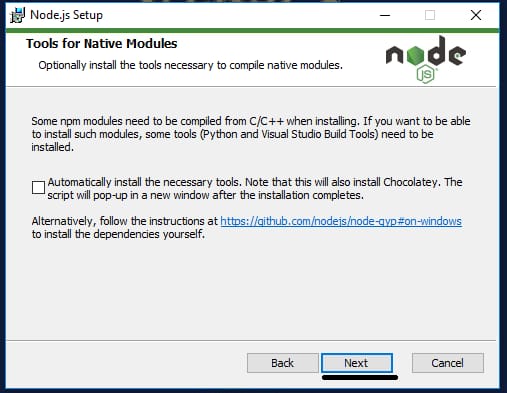 Node.js Setup
Tools for Native Modules
Optionally install the tools necessary to compile native modules.
node
JS
Some npm modules need to be compiled from C/C++ when installing. If you want to be able
to install such modules, some tools (Python and Visual Studio Build Tools) need to be
installed.
Automatically install the necessary tools. Note that this will also install Chocolatey. The
script will pop-up in a new window after the installation completes.
Alternatively, follow the instructions at https://github.com/nodejs/node-gyp#on-windows
to install the dependencies yourself.
Back Next Cancel